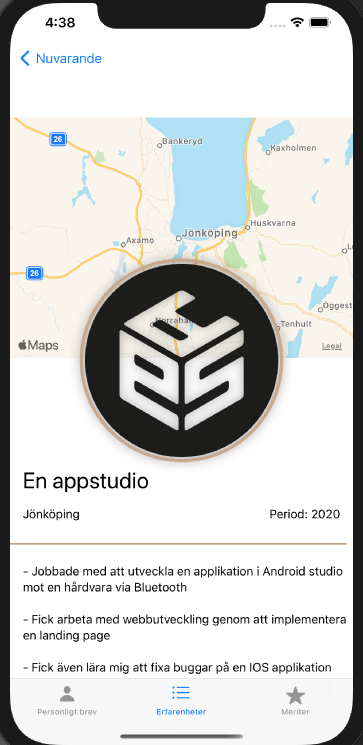 4:38
Nuvarande
26
Bankeryd
Kaxholmen
Jönköping
Huskvarna
Axamo
26
Tenhult
Maps
Legal
En appstudio
Jönköping
Period: 2020
- Jobbade med att utveckla en applikation i Android studio
mot en hårdvara via Bluetooth
- Fick arbeta med webbutveckling genom att implementera
en landing page
- Fick även lära mig att fixa buggar på en IOS applikation
Personligt brev
Erfarenheter
Meriter